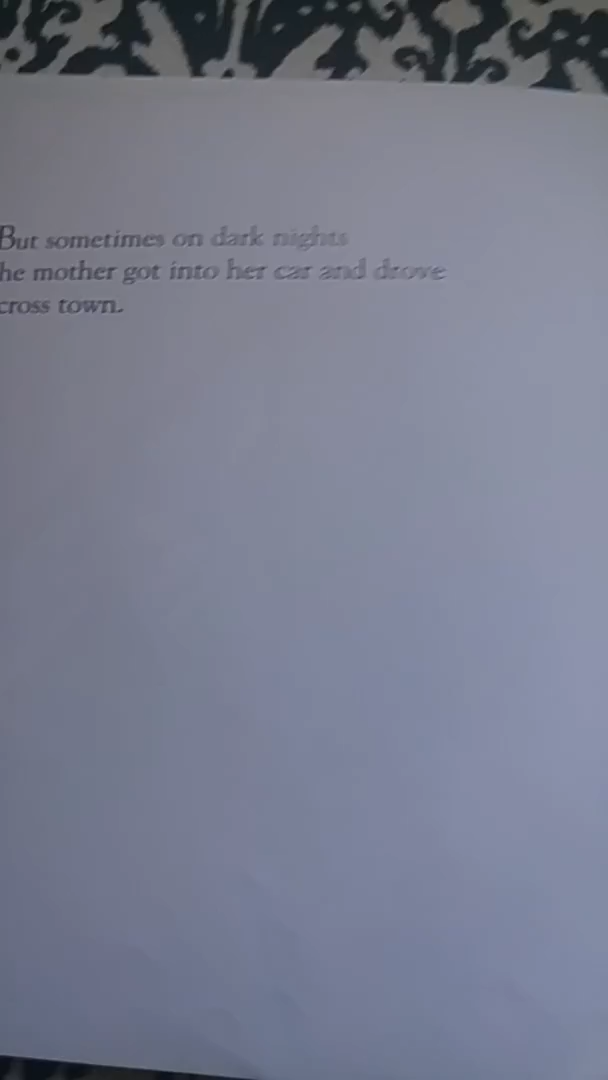 But sometimes on dark nights
he mother got into her car and drove
cross town.